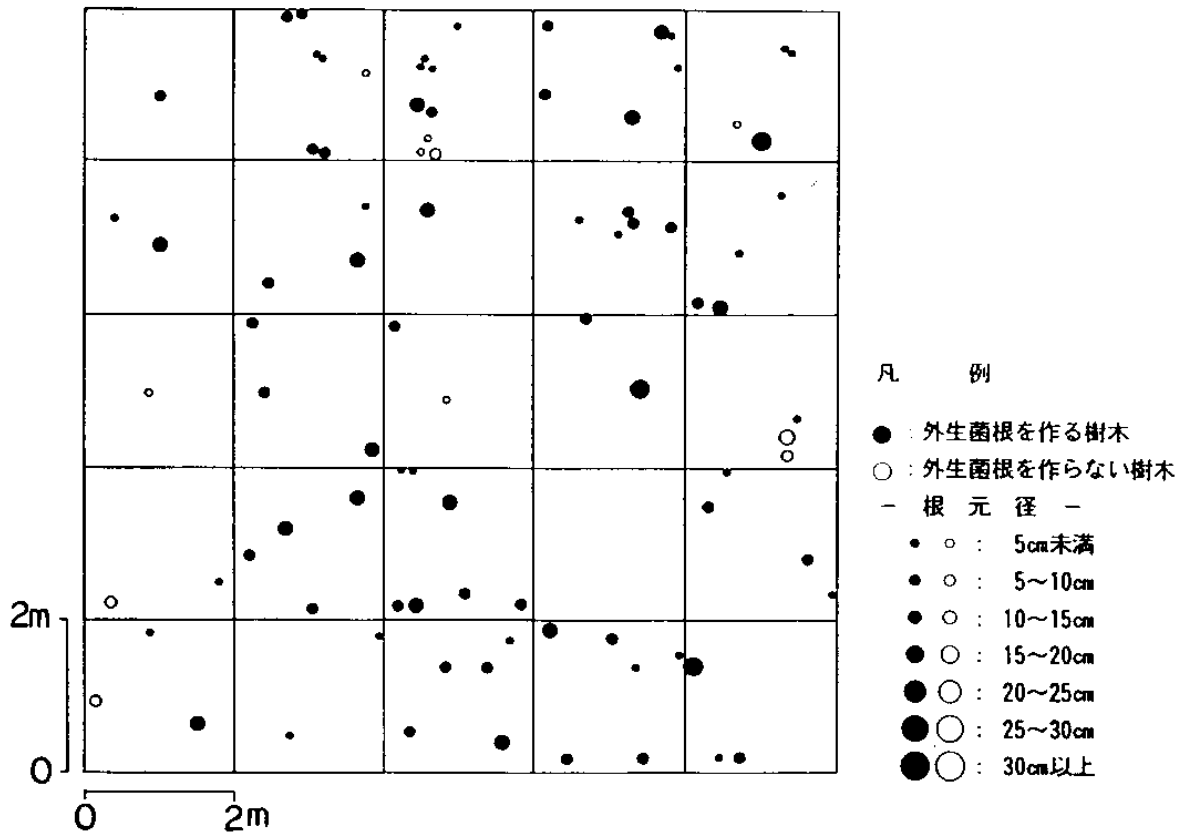 凡 例
● : 外生菌根を作る樹木
○ : 外生菌根を作らない樹木
- 根 元 径 -
: 5cm未満
: 5〜10cm
: 10〜15cm
: 15〜20cm
: 20〜25cm
: 25〜30cm
: 30cm以上
2m
0
0 2m